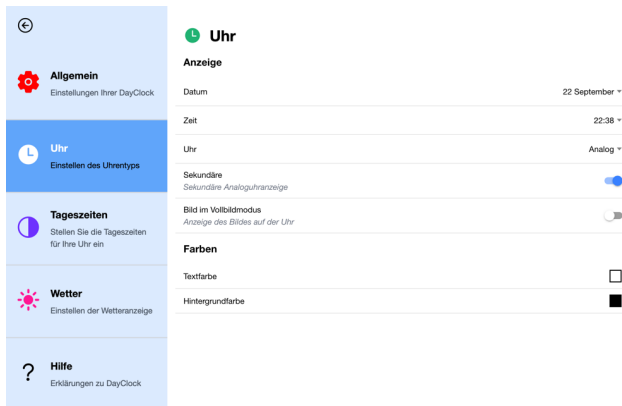 Allgemein
Einstellungen Ihrer DayClock
Uhr
Einstellen des Uhrentyps
Tageszeiten
Stellen Sie die Tageszeiten
für Ihre Uhr ein
Wetter
Einstellen der Wetteranzeige
Hilfe
Erklärungen zu DayClock
Uhr
Anzeige
Datum 22 September
Zeit 22:38
Uhr Analog
Sekundäre
Sekundäre Analoguhranzeige
Bild im Vollbildmodus
Anzeige des Bildes auf der Uhr
Farben
Textfarbe
Hintergrundfarbe